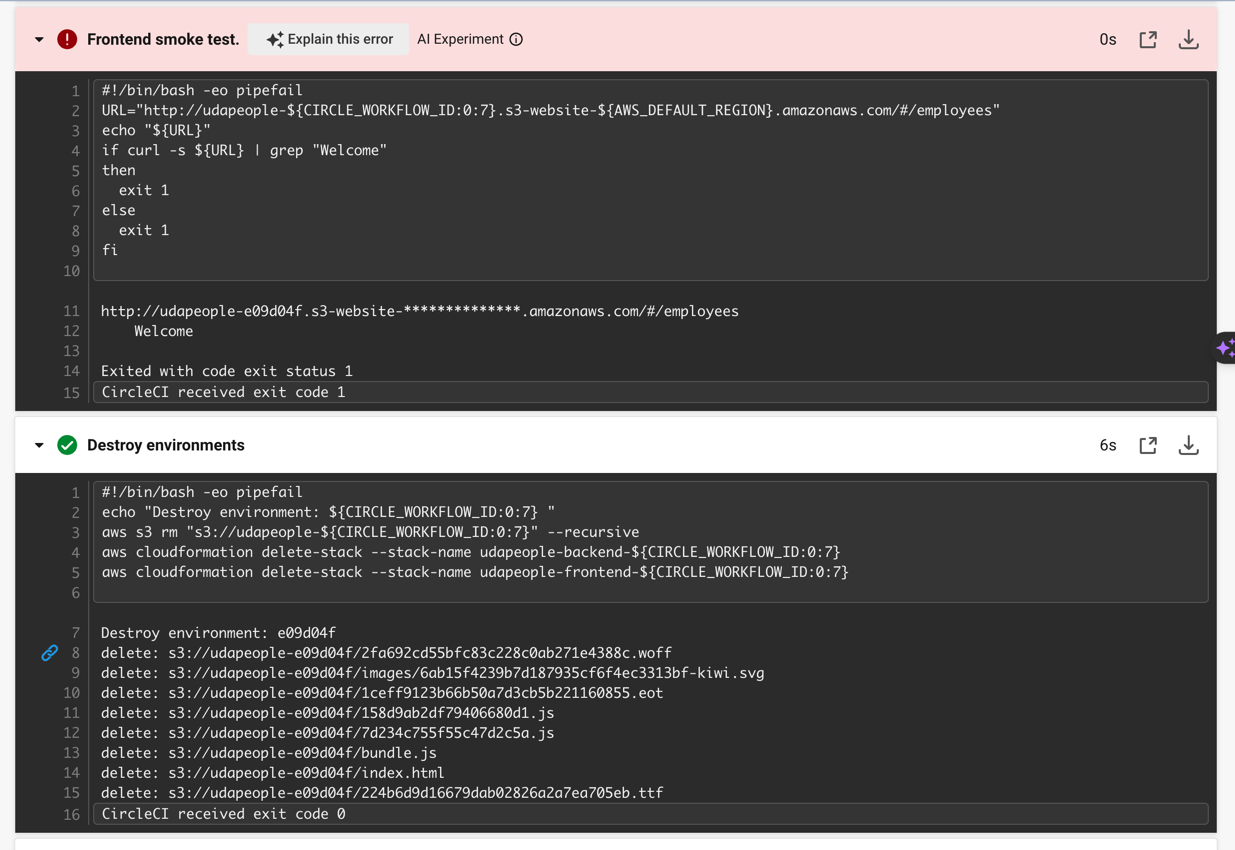 Frontend smoke test. Explain this error AI Experiment 0s
1 #!/bin/bash -eo pipefail
2 URL="http://udapeople-${CIRCLE_WORKFLOW_ID:0:7}.s3-website-${AWS_DEFAULT_REGION}.amazonaws.com/#/employees"
3 echo "${URL}"
4 if curl -s ${URL} | grep "Welcome"
5 then
6   exit 1
7 else
8   exit 1
9 fi
10
11 http://udapeople-e09d04f.s3-website-**************.amazonaws.com/#/employees
12     Welcome
13
14 Exited with code exit status 1
15 CircleCI received exit code 1
Destroy environments 6s
1 #!/bin/bash -eo pipefail
2 echo "Destroy environment: ${CIRCLE_WORKFLOW_ID:0:7} "
3 aws s3 rm "s3://udapeople-${CIRCLE_WORKFLOW_ID:0:7}" --recursive
4 aws cloudformation delete-stack --stack-name udapeople-backend-${CIRCLE_WORKFLOW_ID:0:7}
5 aws cloudformation delete-stack --stack-name udapeople-frontend-${CIRCLE_WORKFLOW_ID:0:7}
6
7 Destroy environment: e09d04f
8 delete: s3://udapeople-e09d04f/2fa692cd55bfc83c228c0ab271e4388c.woff
9 delete: s3://udapeople-e09d04f/images/6ab15f4239b7d187935cf6f4ec3313bf-kiwi.svg
10 delete: s3://udapeople-e09d04f/1ceff9123b66b50a7d3cb5b221160855.eot
11 delete: s3://udapeople-e09d04f/158d9ab2df79406680d1.js
12 delete: s3://udapeople-e09d04f/7d234c755f55c47d2c5a.js
13 delete: s3://udapeople-e09d04f/bundle.js
14 delete: s3://udapeople-e09d04f/index.html
15 delete: s3://udapeople-e09d04f/224b6d9d16679dab02826a2a7ea705eb.ttf
16 CircleCI received exit code 0